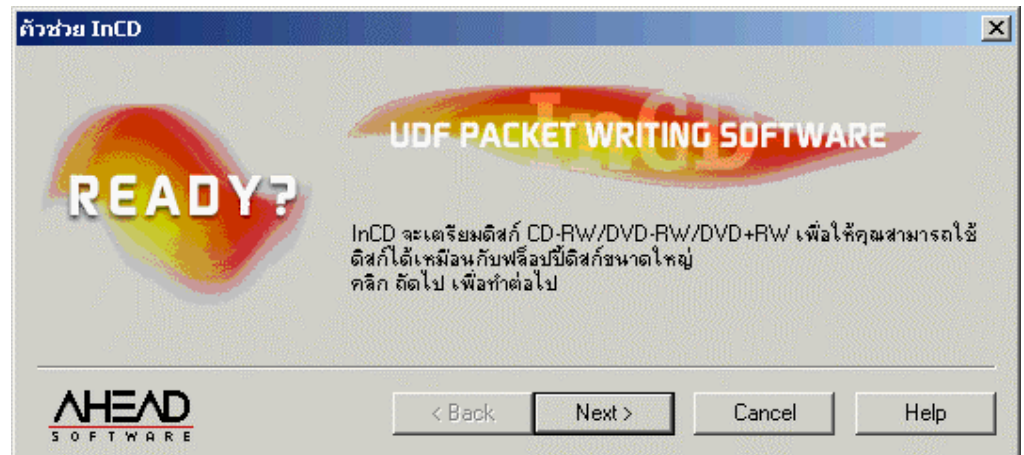 ตัวช่วย InCD
READY?
InCD
UDF PACKET WRITING SOFTWARE
InCD จะเตรียมดิสก์ CD-RW/DVD-RW/DVD+RW เพื่อให้คุณสามารถใช้
ดิสก์ได้เหมือนกับฟล็อปปี้ดิสก์ขนาดใหญ่
คลิก ถัดไป เพื่อทำต่อไป
AHEAD
SOFTWARE
< Back
Next >
Cancel
Help